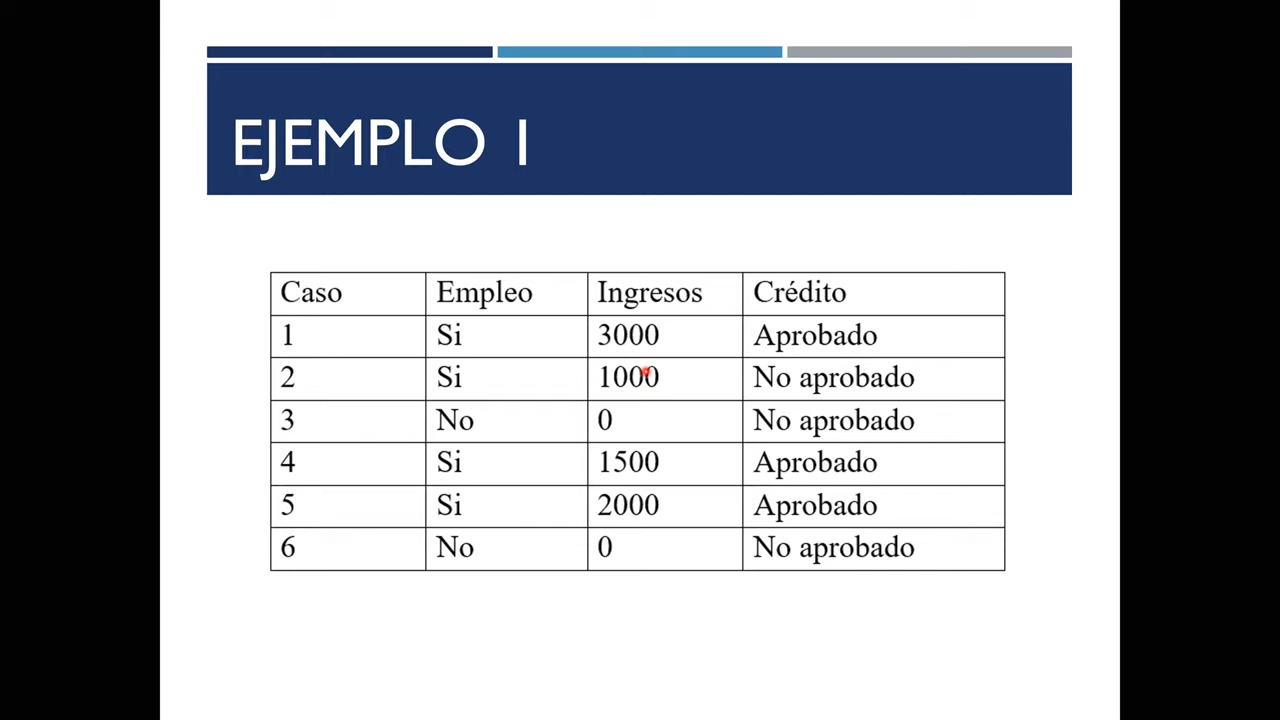 EJEMPLO 1
Caso Empleo Ingresos Crédito
1 Si 3000 Aprobado
2 Si 1000 No aprobado
3 No 0 No aprobado
4 Si 1500 Aprobado
5 Si 2000 Aprobado
6 No 0 No aprobado